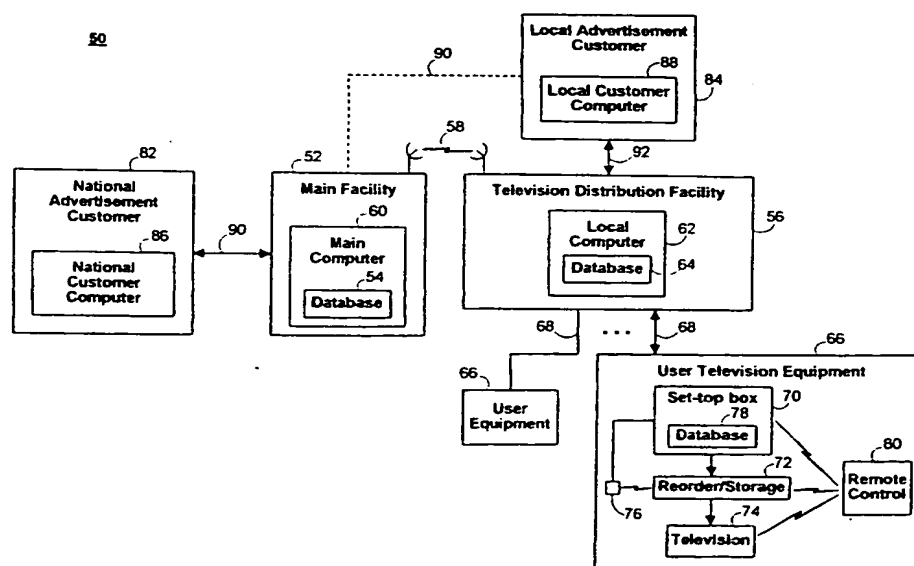 50
Local Advertisement
Customer
88
Local Customer
Computer
84
90
58
92
82
National
Advertisement
Customer
86
National
Customer
Computer
90
52
Main Facility
60
Main
Computer
54
Database
Television Distribution Facility
56
Local
Computer
62
Database
64
68
68
66
User
Equipment
66
User Television Equipment
Set-top box
70
78
Database
72
Reorder/Storage
76
74
Television
80
Remote
Control